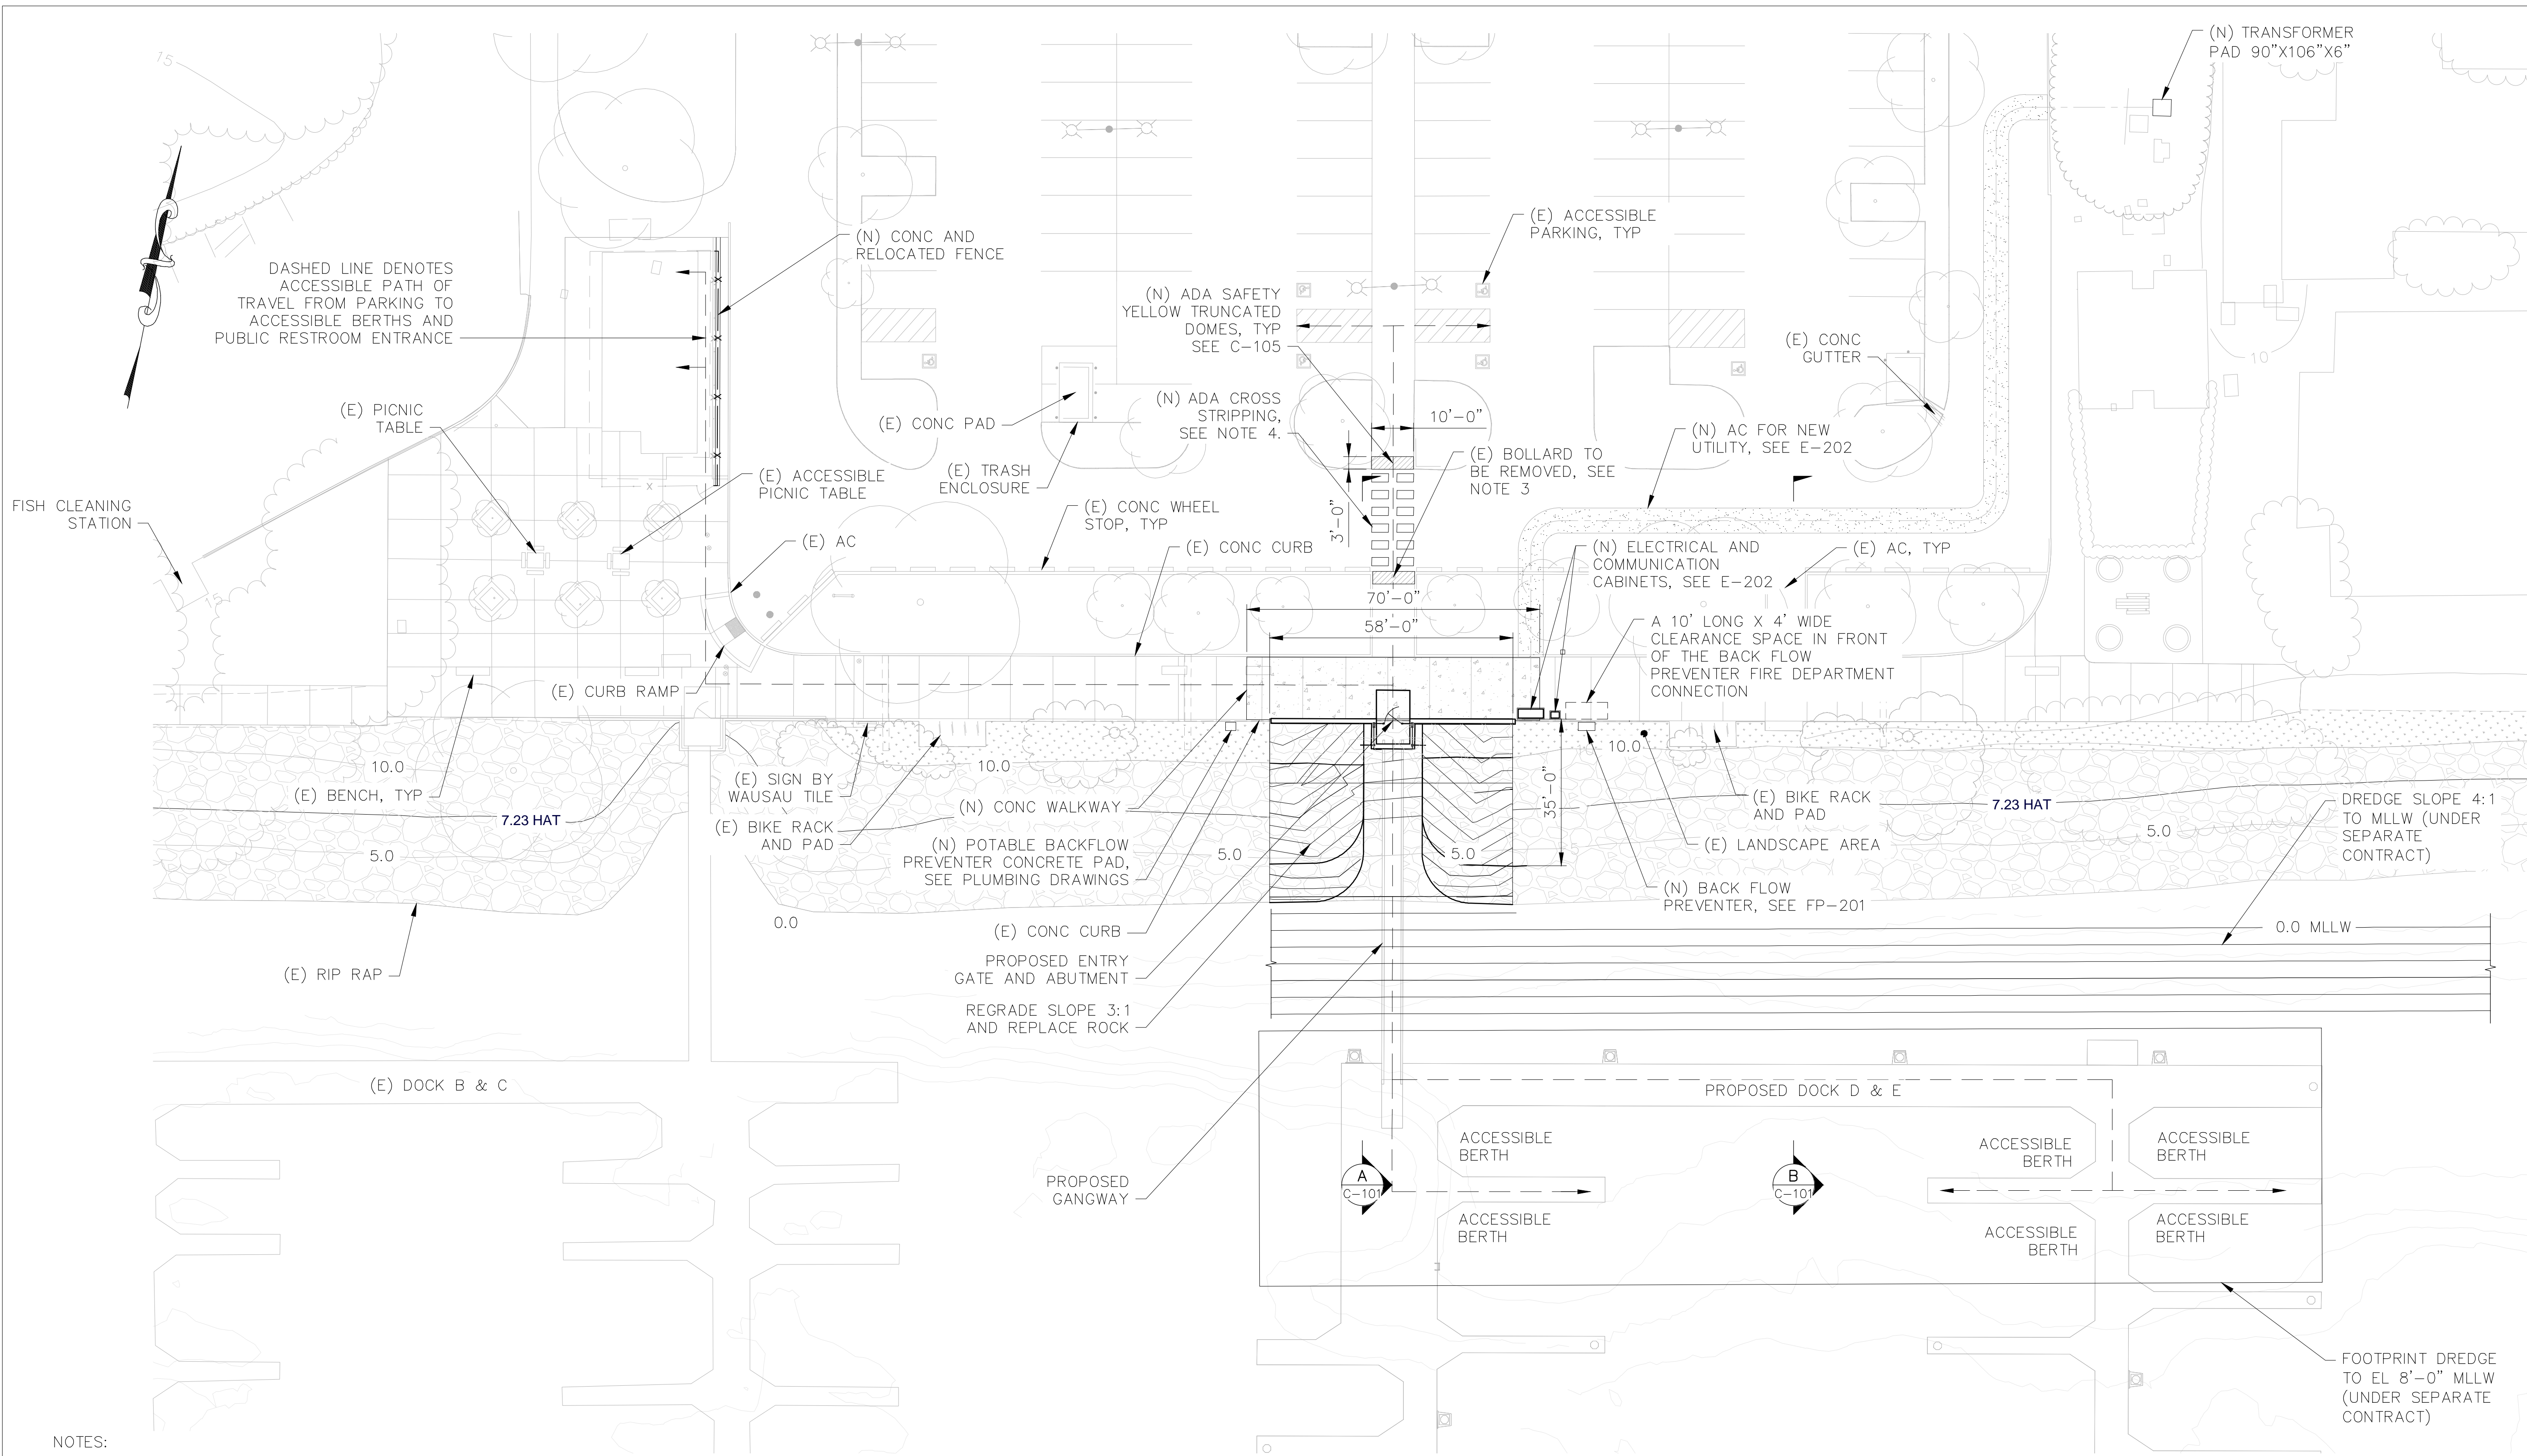 15
(N) TRANSFORMER
PAD 90”X106”X6”
(E) ACCESSIBLE
PARKING, TYP
(N) CONC AND
RELOCATED FENCE
DASHED LINE DENOTES
ACCESSIBLE PATH OF
TRAVEL FROM PARKING TO
ACCESSIBLE BERTHS AND
PUBLIC RESTROOM ENTRANCE
(N) ADA SAFETY
YELLOW TRUNCATED
DOMES, TYP
SEE C-105
(E) CONC
GUTTER
10
(E) PICNIC
TABLE
(E) CONC PAD
(N) ADA CROSS
STRIPPING,
SEE NOTE 4.
10'-0"
(N) AC FOR NEW
UTILITY, SEE E-202
(E) ACCESSIBLE
PICNIC TABLE
(E) TRASH
ENCLOSURE
(E) BOLLARD TO
BE REMOVED, SEE
NOTE 3
FISH CLEANING
STATION
3'-0"
(E) CONC WHEEL
STOP, TYP
(E) AC
(E) CONC CURB
(N) ELECTRICAL AND
COMMUNICATION
CABINETS, SEE E-202
(E) AC, TYP
15
70'-0"
58'-0"
A 10' LONG X 4' WIDE
CLEARANCE SPACE IN FRONT
OF THE BACK FLOW
PREVENTER FIRE DEPARTMENT
CONNECTION
(E) CURB RAMP
10.0
10.0
10.0
(E) BENCH, TYP
(E) SIGN BY
WAUSAU TILE
7.23 HAT
(E) BIKE RACK
AND PAD
(N) CONC WALKWAY
35'-0"
(E) BIKE RACK
AND PAD
7.23 HAT
DREDGE SLOPE 4:1
TO MLLW (UNDER
SEPARATE
CONTRACT)
5.0
(N) POTABLE BACKFLOW
PREVENTER CONCRETE PAD,
SEE PLUMBING DRAWINGS
5.0
5.0
(E) LANDSCAPE AREA
5.0
(N) BACK FLOW
PREVENTER, SEE FP-201
0.0
(E) CONC CURB
0.0 MLLW
(E) RIP RAP
PROPOSED ENTRY
GATE AND ABUTMENT
REGRADE SLOPE 3:1
AND REPLACE ROCK
(E) DOCK B & C
PROPOSED DOCK D & E
PROPOSED
GANGWAY
A
C-101
ACCESSIBLE
BERTH
ACCESSIBLE
BERTH
B
C-101
ACCESSIBLE
BERTH
ACCESSIBLE
BERTH
ACCESSIBLE
BERTH
ACCESSIBLE
BERTH
FOOTPRINT DREDGE
TO EL 8'-0" MLLW
(UNDER SEPARATE
CONTRACT)
NOTES: